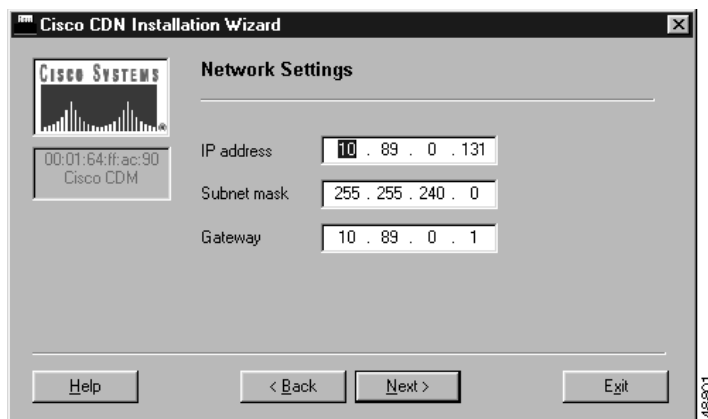 Cisco CDN Installation Wizard
CISCO SYSTEMS
®
00:01:64:ff:ac:90
Cisco CDM
Network Settings
IP address 10 . 89 . 0 . 131
Subnet mask 255 . 255 . 240 . 0
Gateway 10 . 89 . 0 . 1
Help < Back Next > Exit
48801